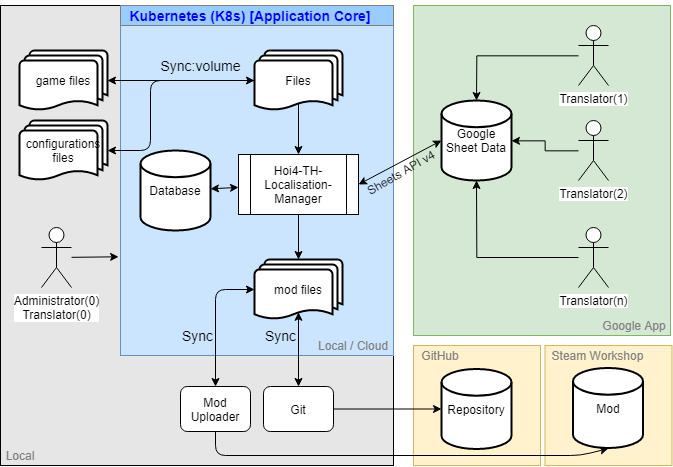 Kubernetes (K8s) [Application Core]
game files
Sync:volume
Files
Translator(1)
configurations
files
Google
Sheet Data
Hoi4-TH-
Localisation-
Manager
Database
Sheets API v4
Translator(2)
Administrator(0)
Translator(0)
mod files
Translator(n)
Google App
Sync
Sync
Local / Cloud
GitHub
Steam Workshop
Mod
Uploader
Git
Repository
Mod
Local